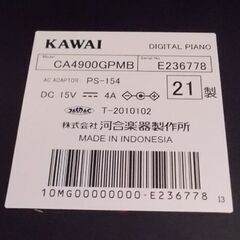 KAWAI DIGITAL PIANO
Model Serial No.
CA4900GPMB E236778
AC ADAPTOR: PS-154
DC 15V 4A 21 製
T-2010102
株式会社 河合楽器製作所
MADE IN INDONESIA
10MG00000000-E236778 13